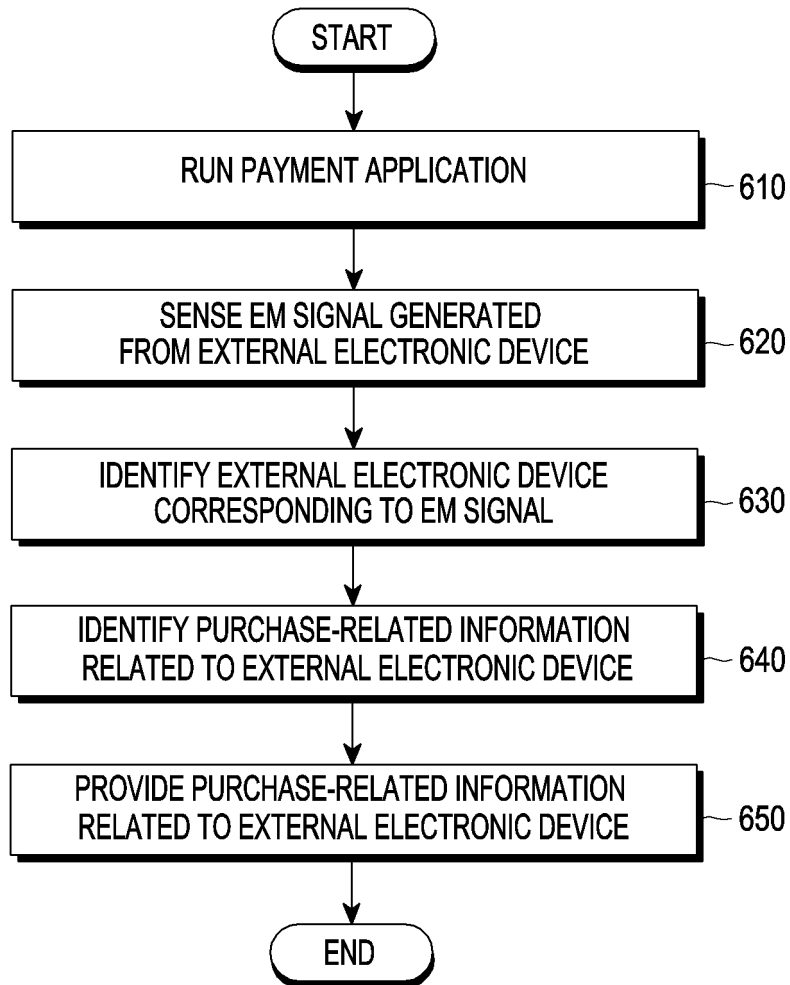 START
RUN PAYMENT APPLICATION
610
SENSE EM SIGNAL GENERATED
FROM EXTERNAL ELECTRONIC DEVICE
620
IDENTIFY EXTERNAL ELECTRONIC DEVICE
CORRESPONDING TO EM SIGNAL
630
IDENTIFY PURCHASE-RELATED INFORMATION
RELATED TO EXTERNAL ELECTRONIC DEVICE
640
PROVIDE PURCHASE-RELATED INFORMATION
RELATED TO EXTERNAL ELECTRONIC DEVICE
650
END